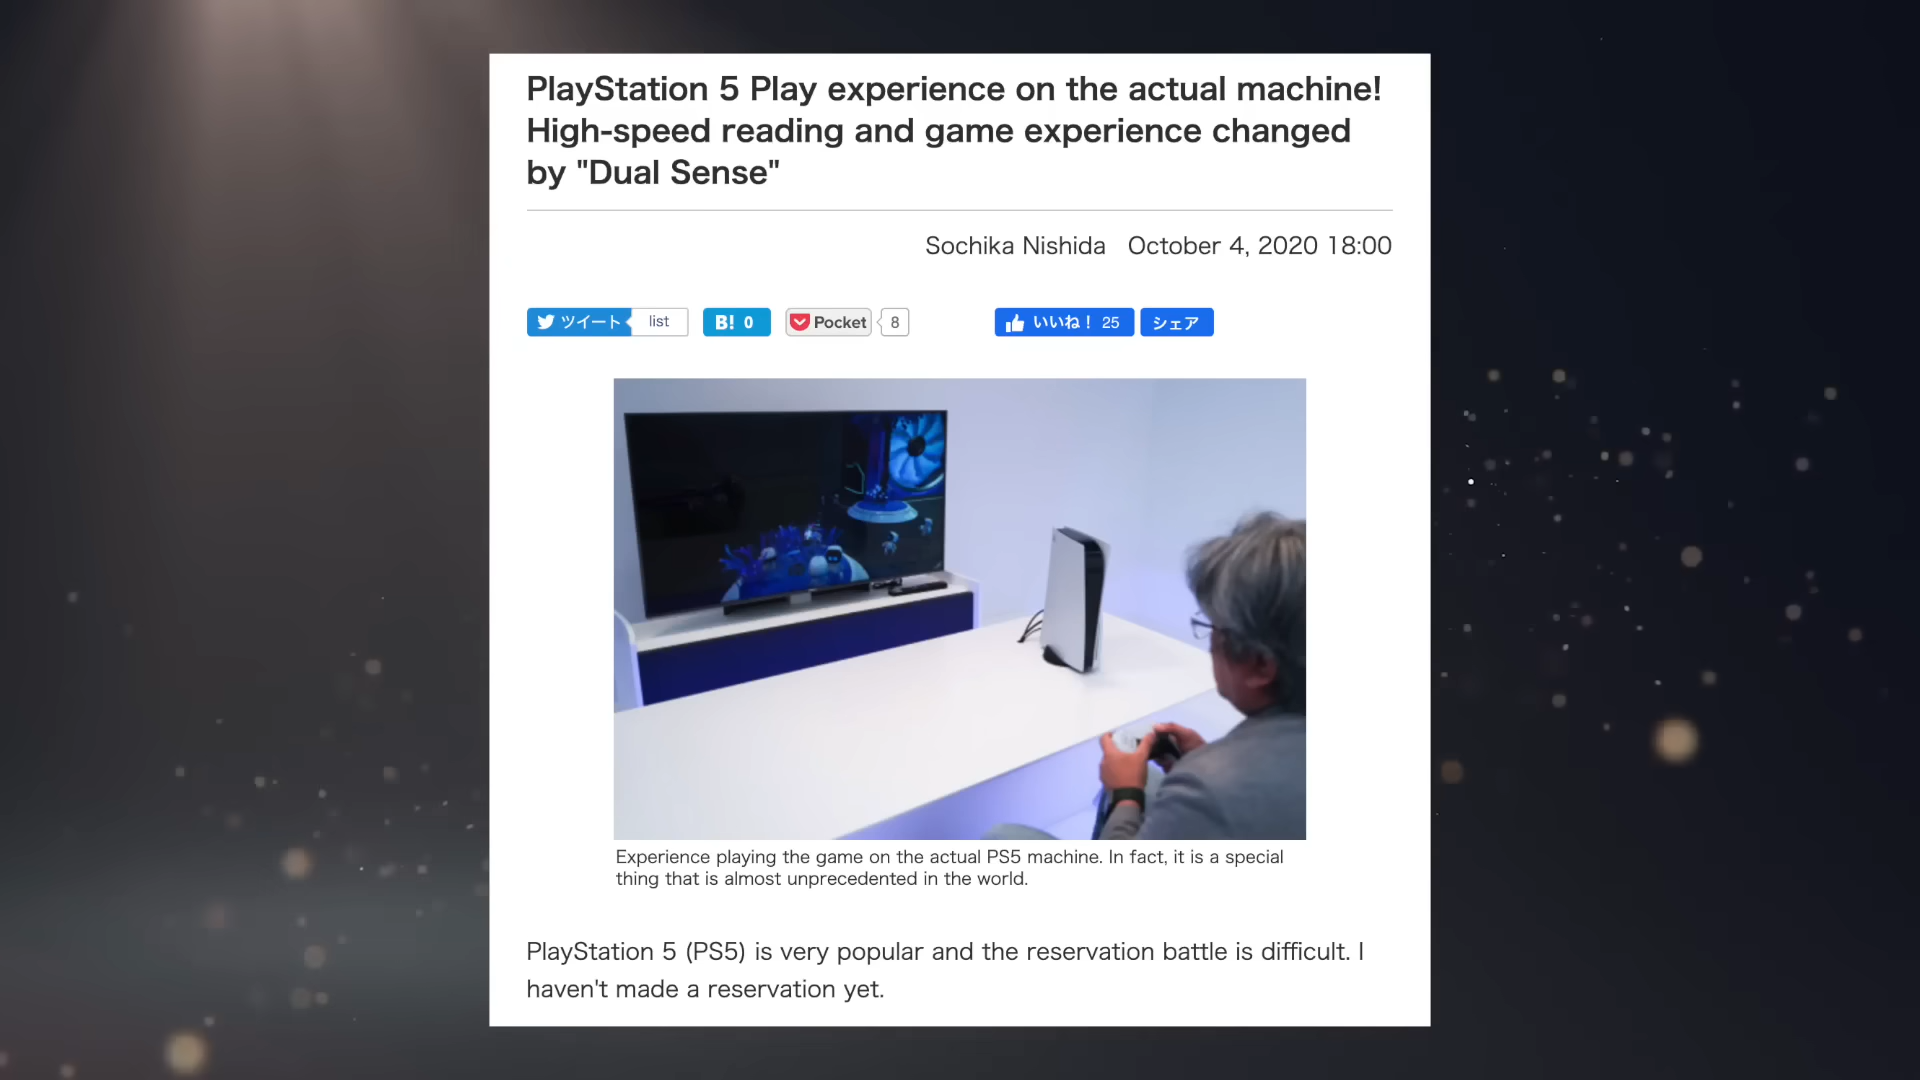 PlayStation 5 Play experience on the actual machine!
High-speed reading and game experience changed
by "Dual Sense"
Sochika Nishida October 4, 2020 18:00
ツイート list B! 0 Pocket 8 いいね！ 25 シェア
Experience playing the game on the actual PS5 machine. In fact, it is a special
thing that is almost unprecedented in the world.
PlayStation 5 (PS5) is very popular and the reservation battle is difficult. I
haven't made a reservation yet.